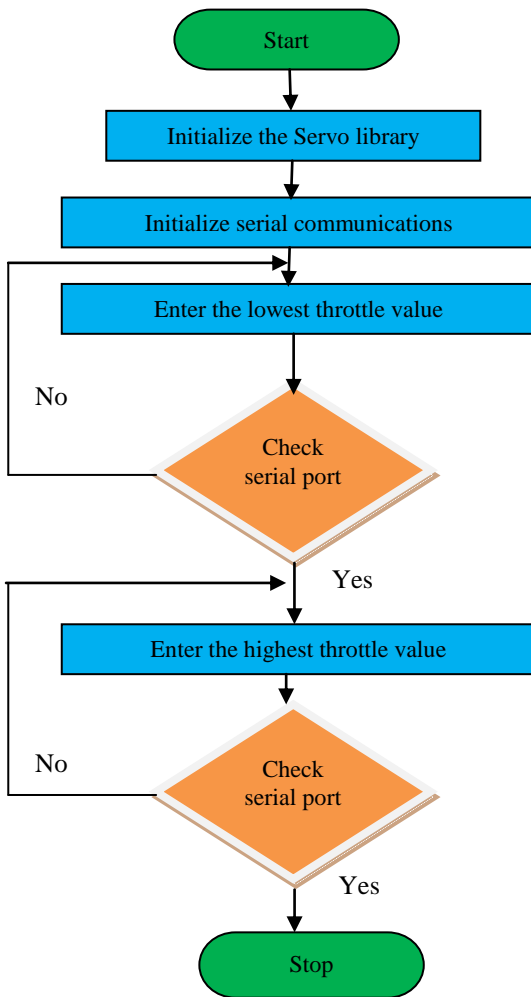 Start
Initialize the Servo library
Initialize serial communications
Enter the lowest throttle value
No
Check
serial port
Yes
Enter the highest throttle value
No
Check
serial port
Yes
Stop